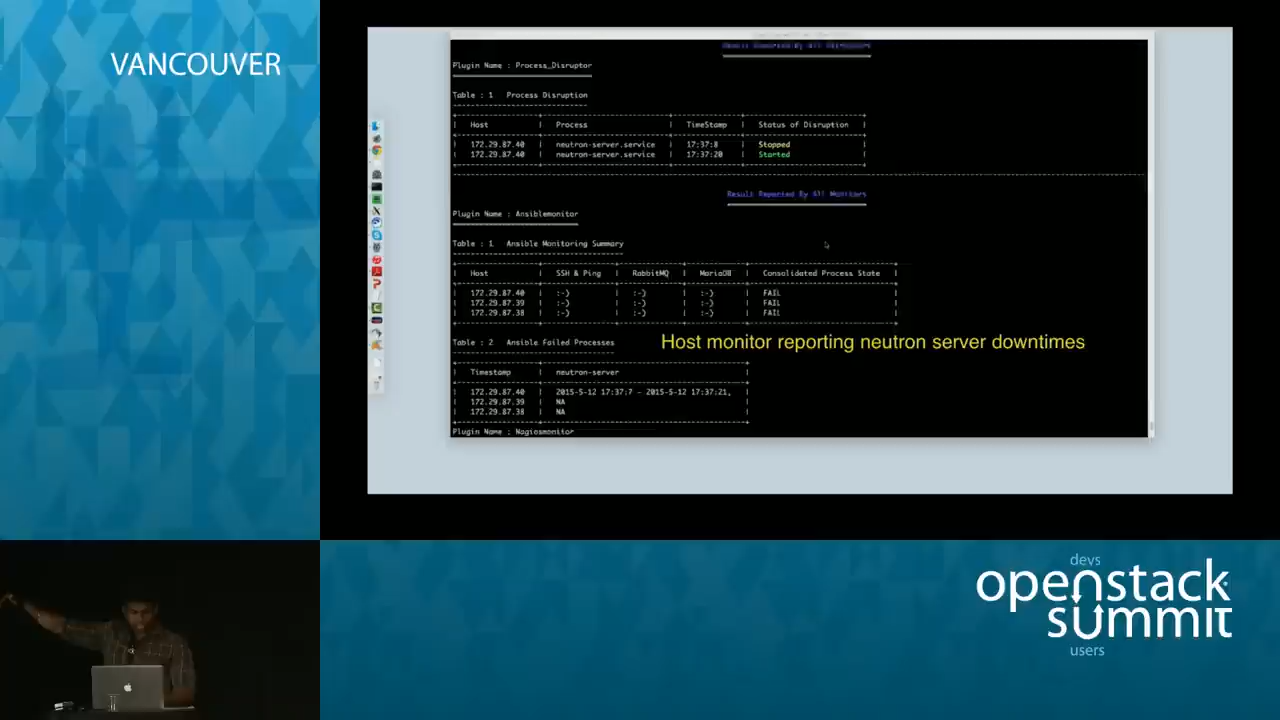 VANCOUVER
Plugin Name : Process_Disruptor
Table : 1 Process Disruption
| Host | Process | TimeStamp | Status of Disruption |
| 172.29.87.40 | neutron-server.service | 17:37:8 | Stopped |
| 172.29.87.40 | neutron-server.service | 17:37:20 | Started |
Result Reported By All Monitors
Plugin Name : Ansiblemonitor
Table : 1 Ansible Monitoring Summary
| Host | SSH & Ping | RabbitMQ | MariaDB | Consolidated Process State |
| 172.29.87.40 | :-) | :-) | :-) | FAIL |
| 172.29.87.39 | :-) | :-) | :-) | FAIL |
| 172.29.87.38 | :-) | :-) | :-) | FAIL |
Table : 2 Ansible Failed Processes
Host monitor reporting neutron server downtimes
| Timestamp | neutron-server |
| 172.29.87.40 | 2015-5-12 17:37:7 - 2015-5-12 17:37:21, |
| 172.29.87.39 | NA |
| 172.29.87.38 | NA |
Plugin Name : Nagiosmonitor
devs
openstack
summit
users